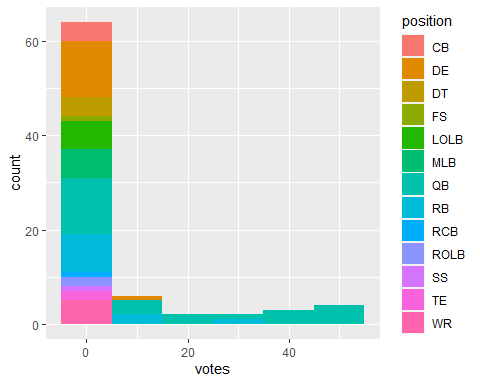 position
CB
DE
DT
FS
LOLB
MLB
QB
RB
RCB
ROLB
SS
TE
WR
count
60
40
20
0
0
20
40
votes